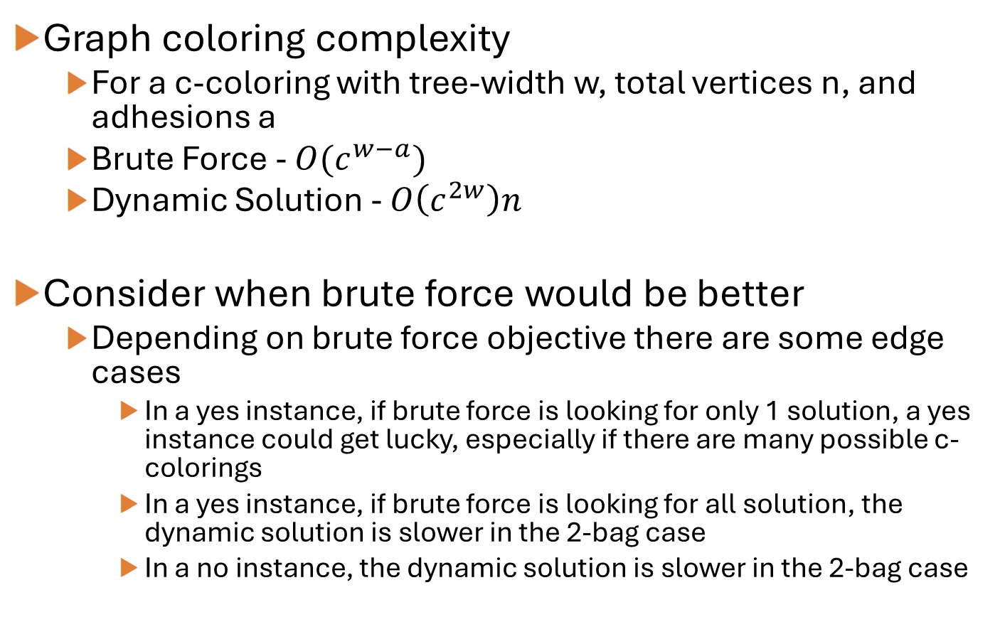 Graph coloring complexity
For a c-coloring with tree-width w, total vertices n, and
adhesions a
Brute Force - $O(c^{w-a})$
Dynamic Solution - $O(c^{2w})n$
Consider when brute force would be better
Depending on brute force objective there are some edge
cases
In a yes instance, if brute force is looking for only 1 solution, a yes
instance could get lucky, especially if there are many possible c-
colorings
In a yes instance, if brute force is looking for all solution, the
dynamic solution is slower in the 2-bag case
In a no instance, the dynamic solution is slower in the 2-bag case